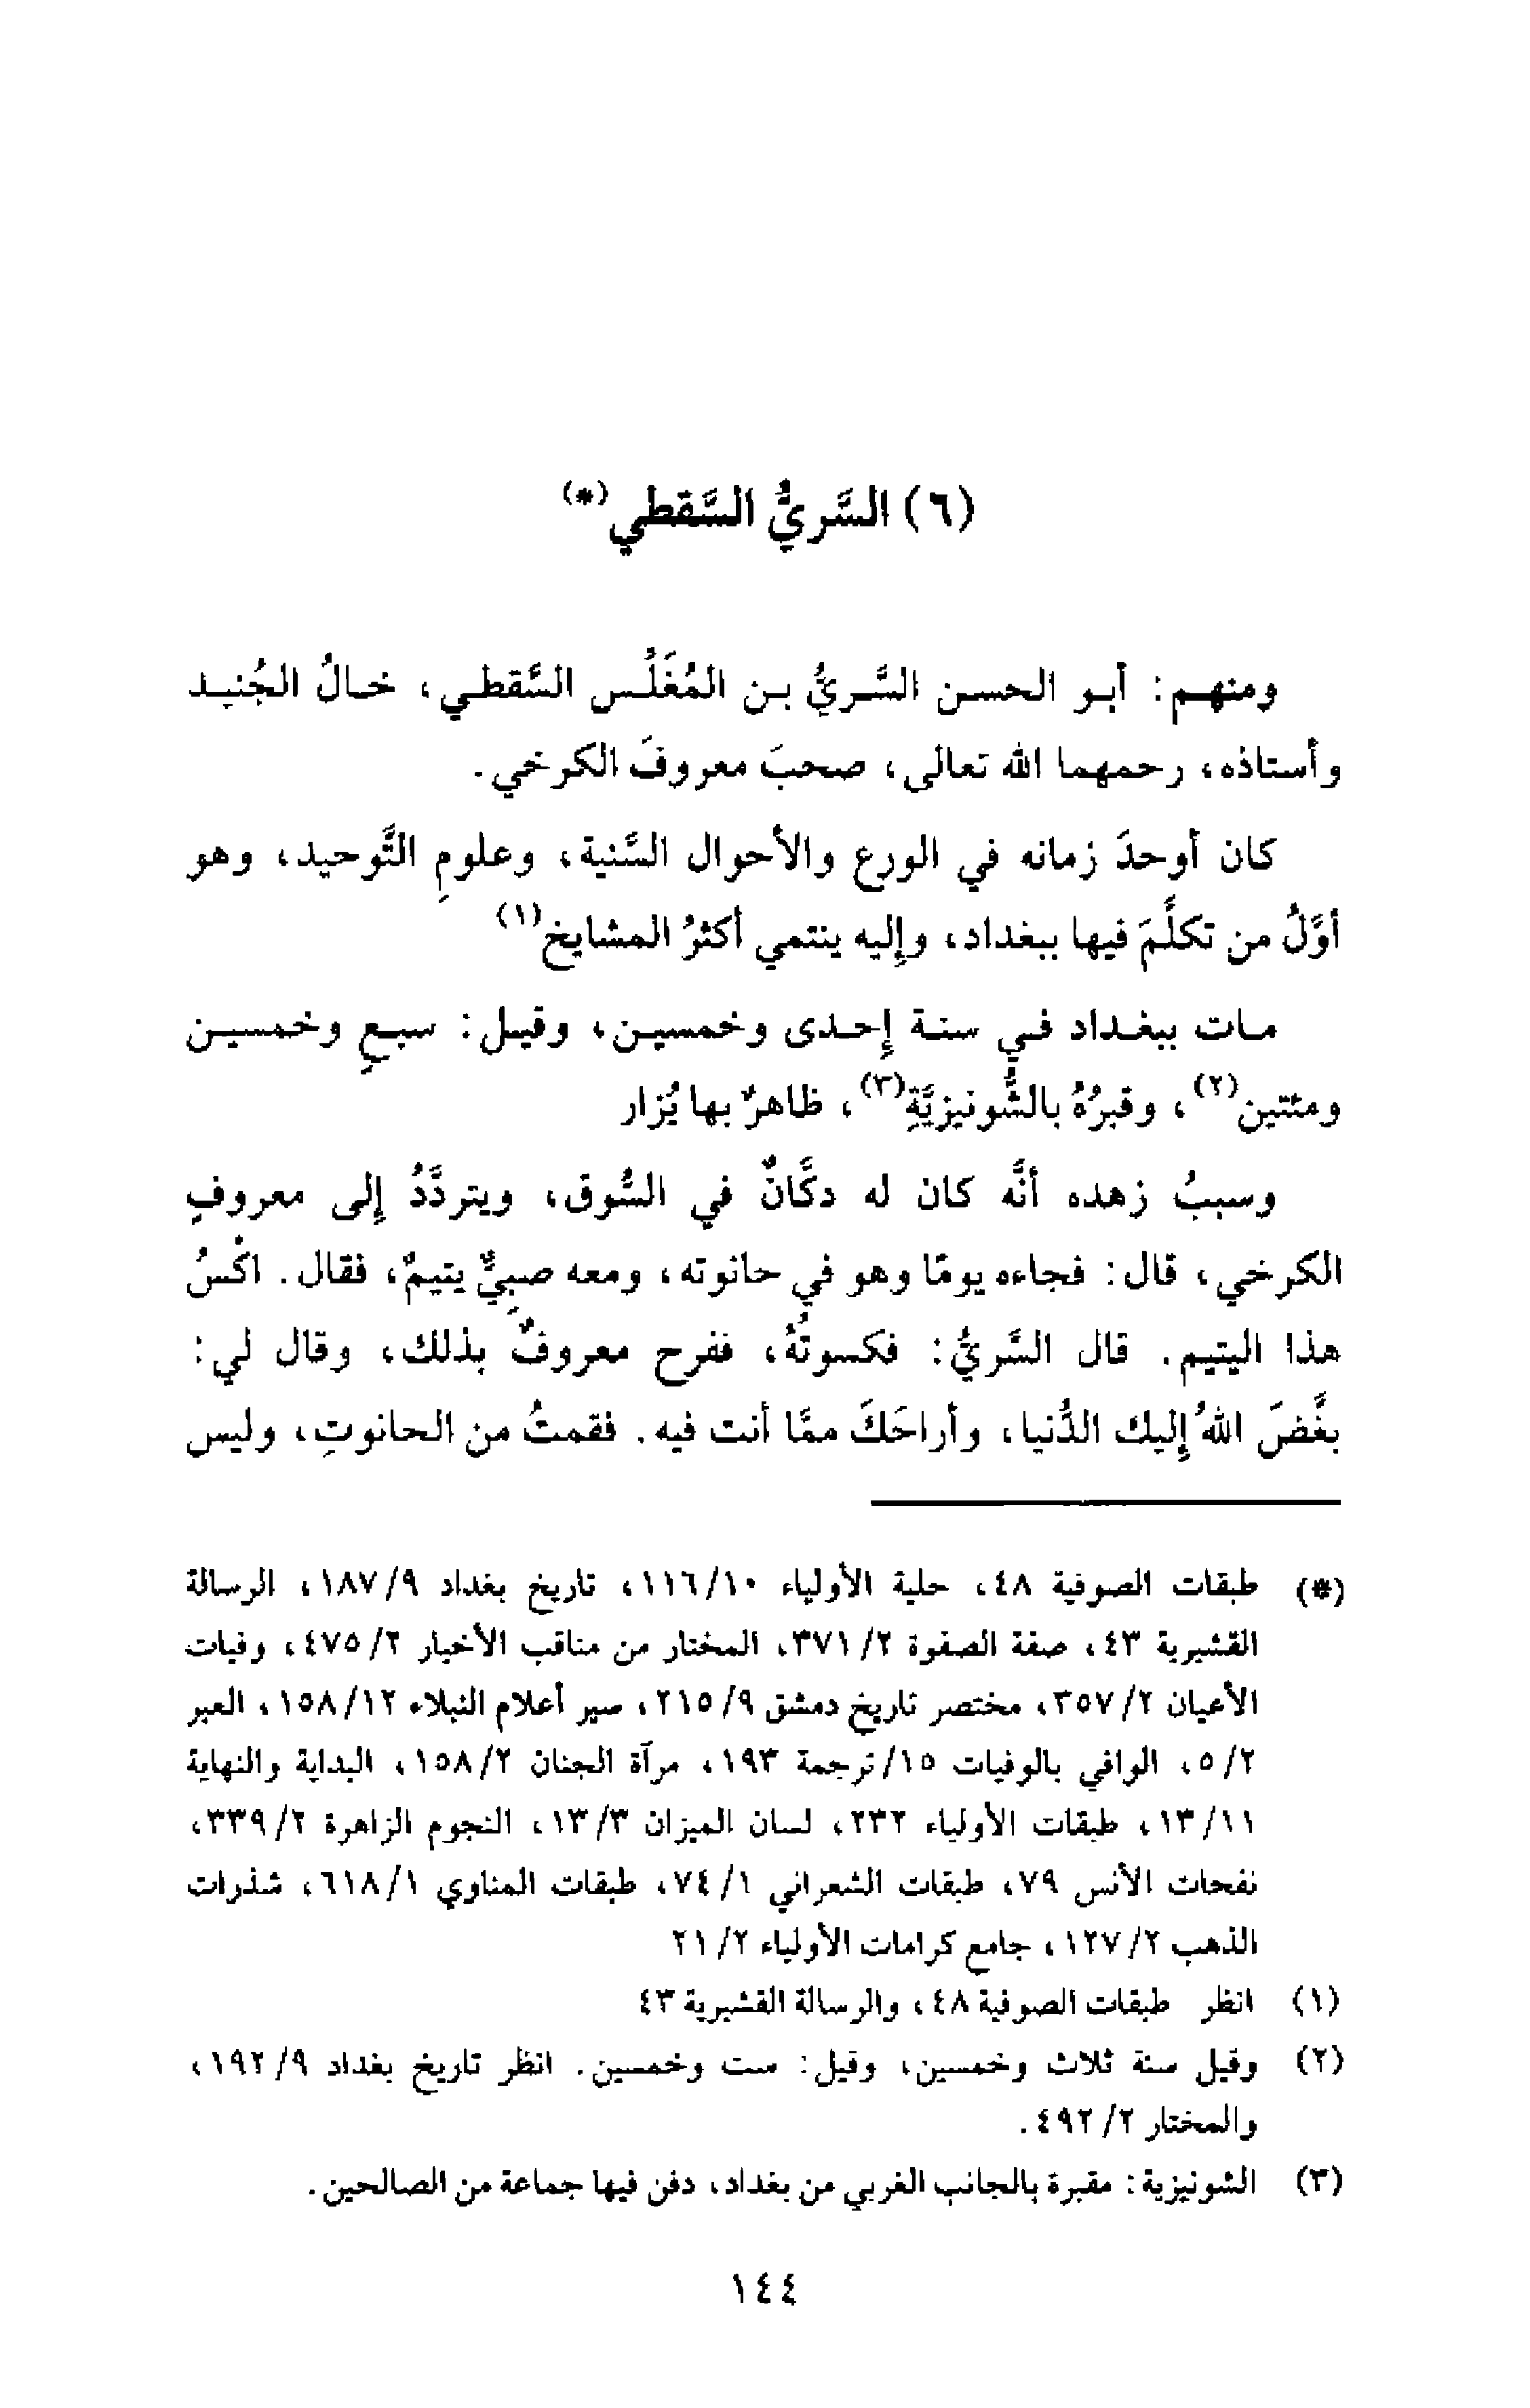 (٦) السَّريُّ السَّقطي(*)
ومنهم: أبو الحسن السَّريُّ بن المُغَلِّس السَّقطي، خالُ الجُنيد
وأستاذه، رحمهما الله تعالى، صحبَ معروفَ الكرخي.
كان أوحدَ زمانه في الورع والأحوال السَّنية، وعلومِ التَّوحيد، وهو
أوَّلُ من تكلَّمَ فيها ببغداد، وإليه ينتمي أكثرُ المشايخ(١)
مات ببغداد في سنة إحدى وخمسين، وقيل: سبعٍ وخمسين
ومئتين(٢)، وقبرُهُ بالشُّونيزيَّةِ(٣)، ظاهرٌ بها يُزار
وسببُ زهده أنَّه كان له دكَّانٌ في السُّوق، ويتردَّدُ إلى معروفٍ
الكرخي، قال: فجاءه يومًا وهو في حانوته، ومعه صبيٌّ يتيمٌ، فقال. اكْسُ
هذا اليتيم. قال السَّريُّ: فكسوتُهُ، ففرح معروفٌ بذلك، وقال لي:
بغَّضَ اللهُ إليك الدُّنيا، وأراحَكَ ممَّا أنت فيه. فقمتُ من الحانوتِ، وليس
(*) طبقات الصوفية ٤٨، حلية الأولياء ١١٦/١٠، تاريخ بغداد ١٨٧/٩، الرسالة
القشيرية ٤٣، صفة الصفوة ٣٧١/٢، المختار من مناقب الأخيار ٤٧٥/٢، وفيات
الأعيان ٣٥٧/٢، مختصر تاريخ دمشق ٢١٥/٩، سير أعلام النبلاء ١٥٨/١٢، العبر
٥/٢، الوافي بالوفيات ١٥/ترجمة ١٩٣، مرآة الجنان ١٥٨/٢، البداية والنهاية
١٣/١١، طبقات الأولياء ٢٣٢، لسان الميزان ١٣/٣، النجوم الزاهرة ٣٣٩/٢،
نفحات الأنس ٧٩، طبقات الشعراني ٧٤/١، طبقات المناوي ٦١٨/١، شذرات
الذهب ١٢٧/٢، جامع كرامات الأولياء ٢١/٢
(١) انظر طبقات الصوفية ٤٨، والرسالة القشيرية ٤٣
(٢) وقيل سنة ثلاث وخمسين، وقيل: ست وخمسين. انظر تاريخ بغداد ١٩٢/٩،
والمختار ٤٩٢/٢.
(٣) الشونيزية: مقبرة بالجانب الغربي من بغداد، دفن فيها جماعة من الصالحين.
١٤٤